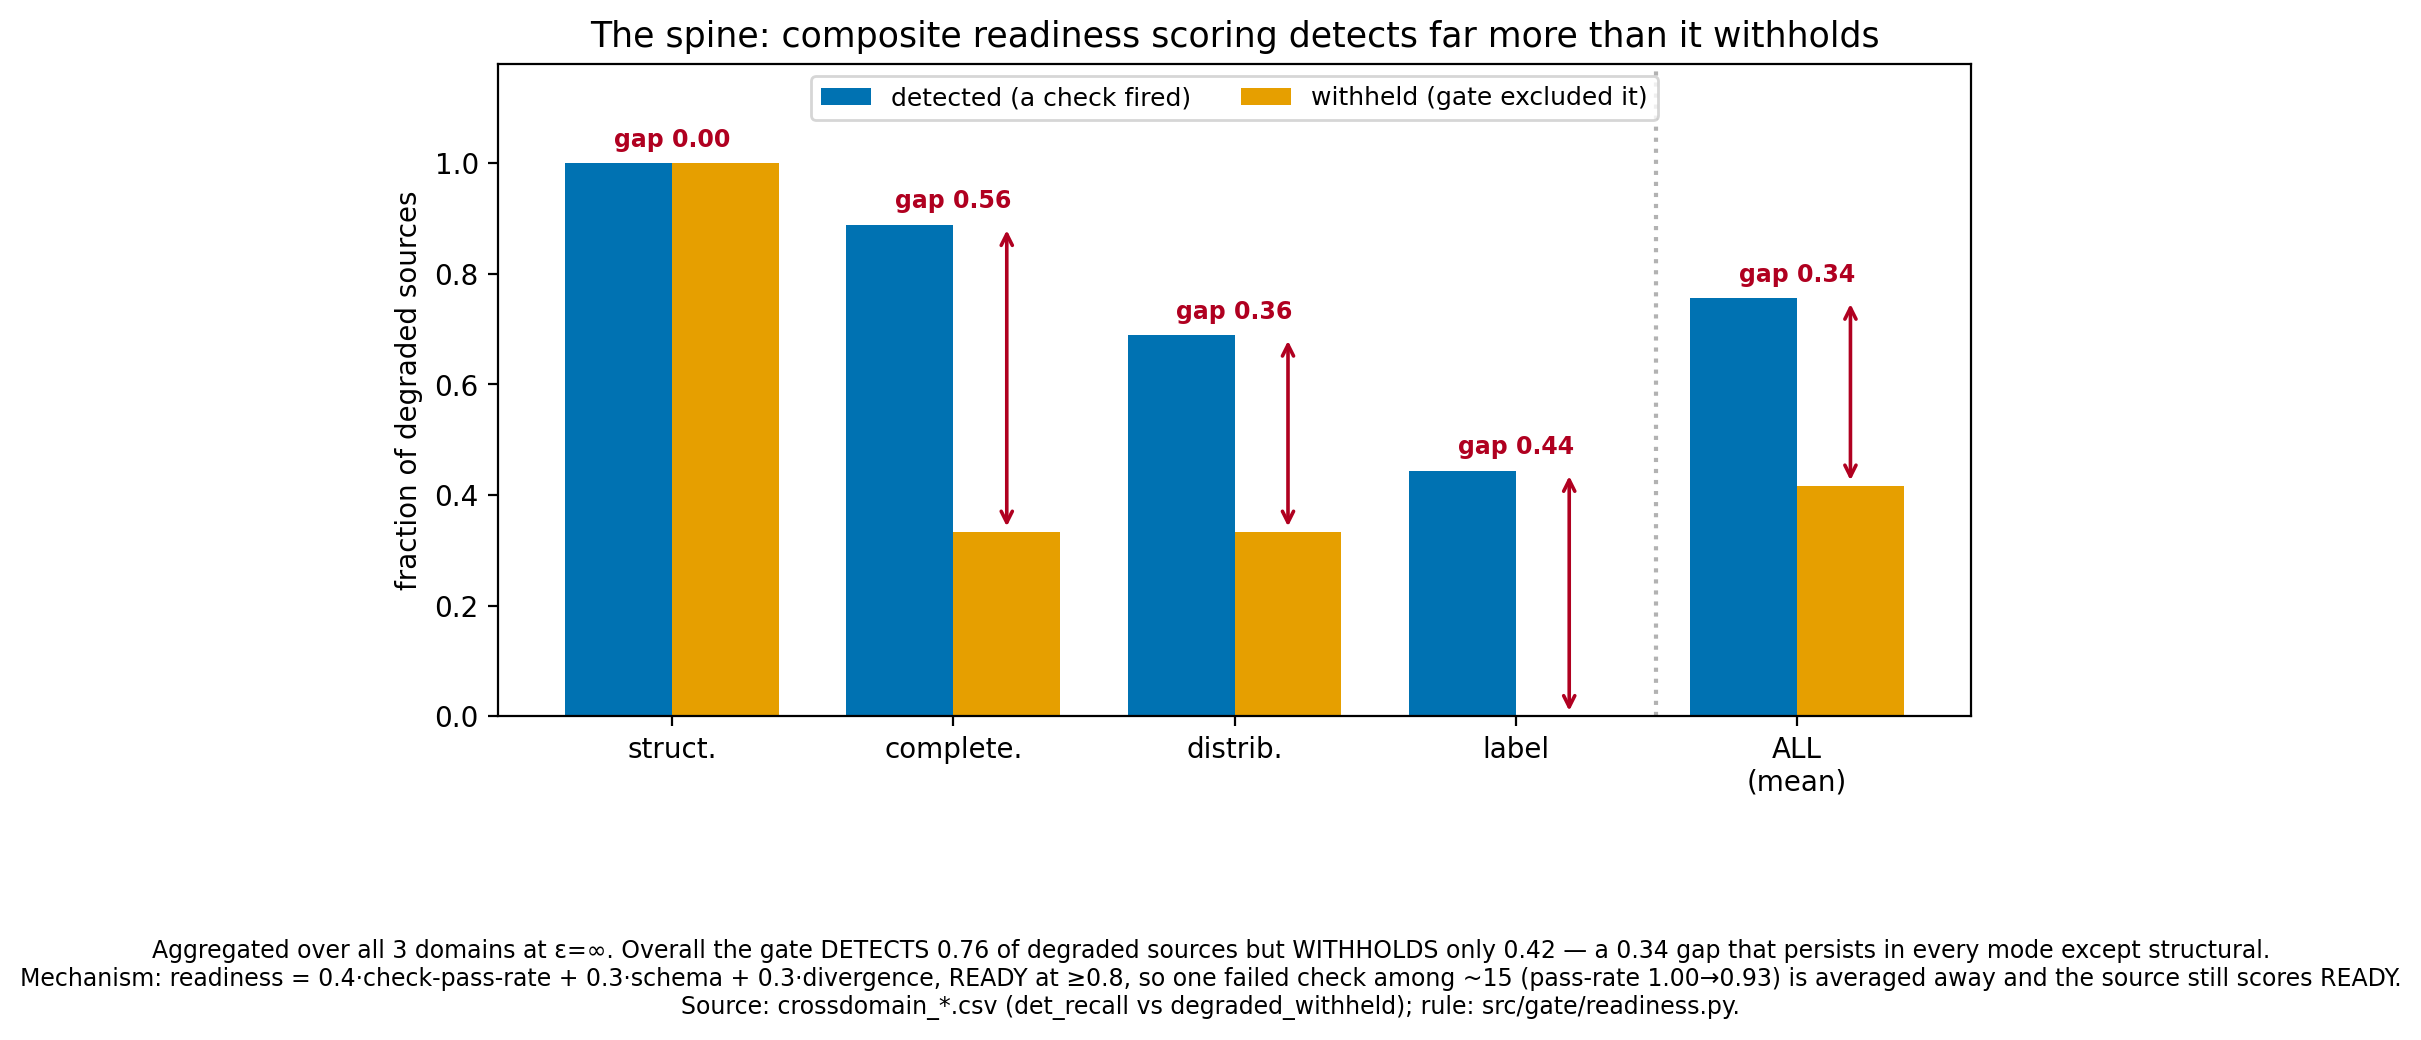 The spine: composite readiness scoring detects far more than it withholds
detected (a check fired)
withheld (gate excluded it)
gap 0.00
gap 0.56
gap 0.36
gap 0.44
gap 0.34
fraction of degraded sources
1.0
0.8
0.6
0.4
0.2
0.0
struct.
complete.
distrib.
label
ALL
(mean)
Aggregated over all 3 domains at ε=∞. Overall the gate DETECTS 0.76 of degraded sources but WITHHOLDS only 0.42 — a 0.34 gap that persists in every mode except structural.
Mechanism: readiness = 0.4·check-pass-rate + 0.3·schema + 0.3·divergence, READY at ≥0.8, so one failed check among ~15 (pass-rate 1.00→0.93) is averaged away and the source still scores READY.
Source: crossdomain_*.csv (det_recall vs degraded_withheld); rule: src/gate/readiness.py.